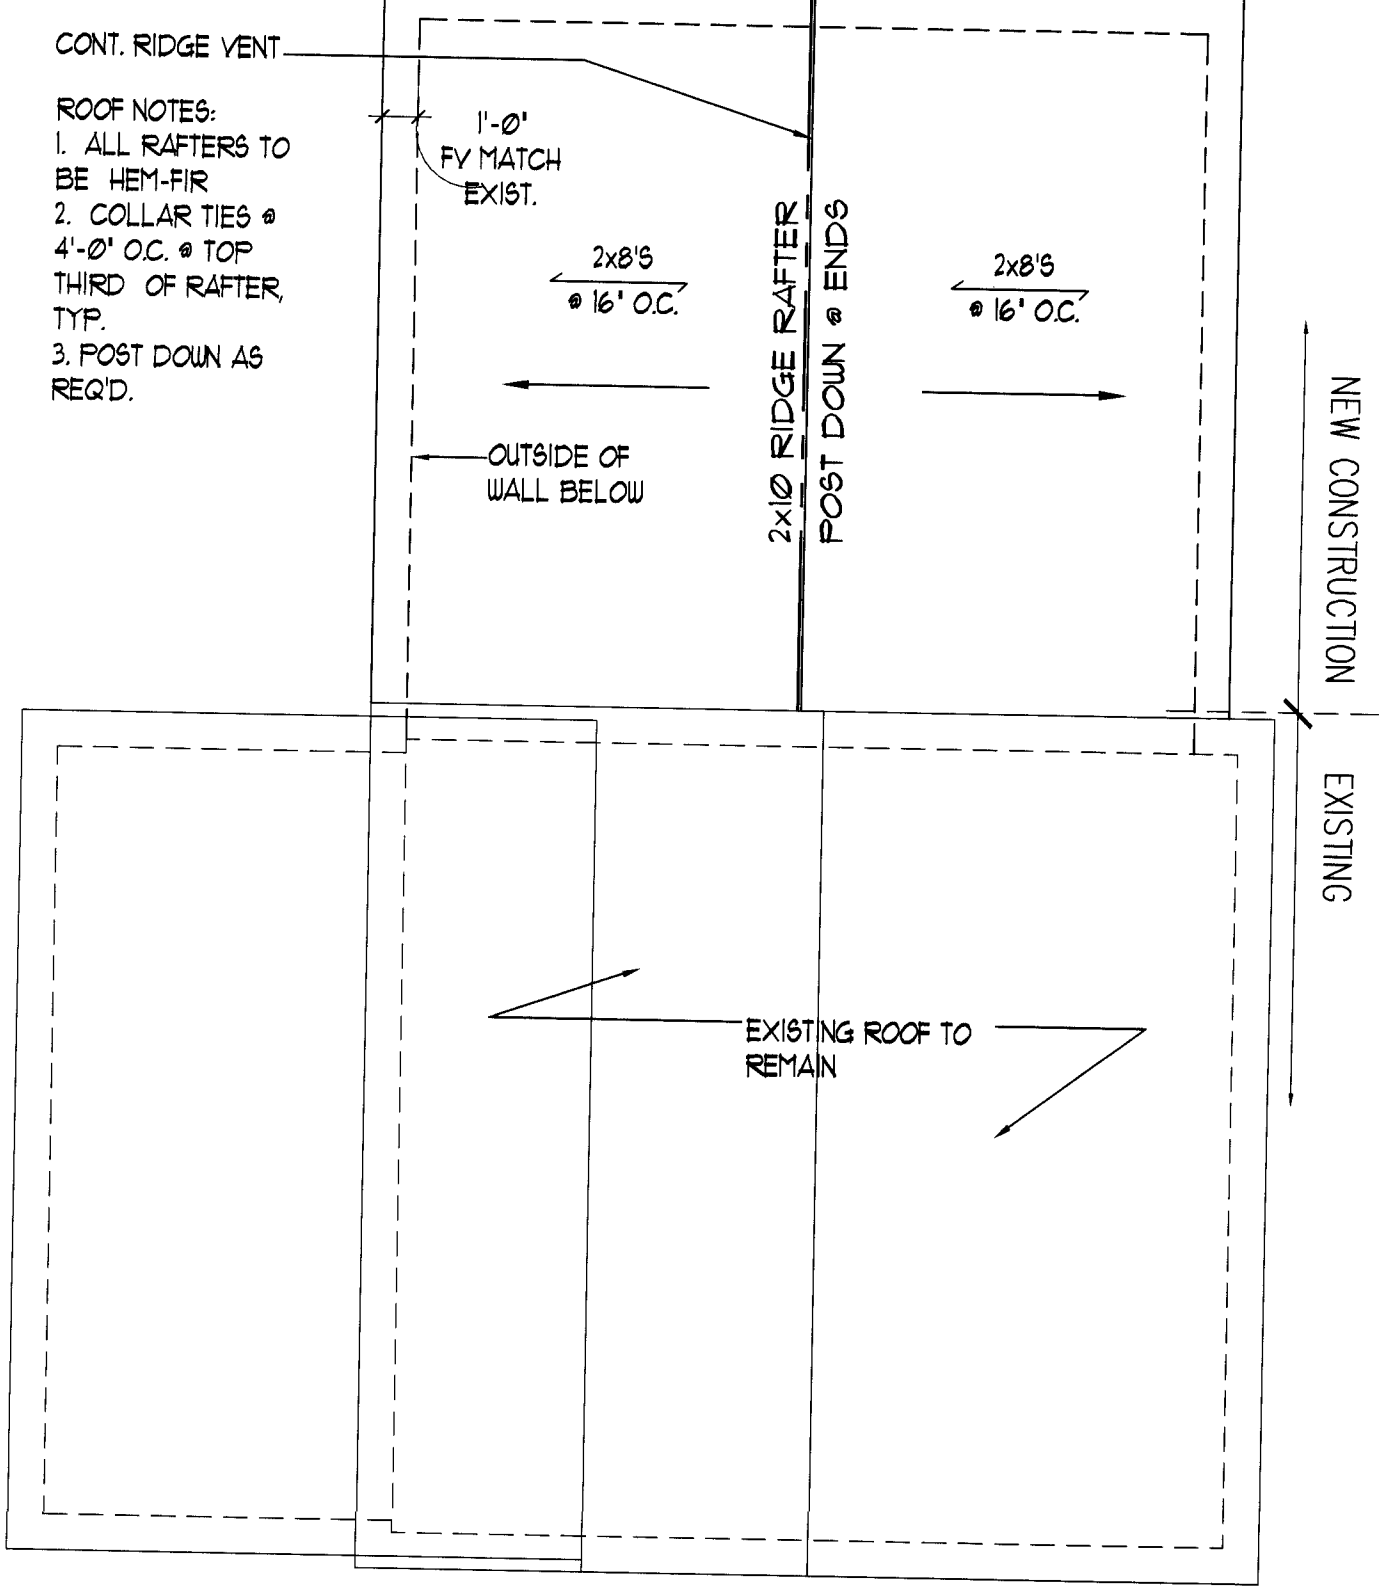 CONT. RIDGE VENT
ROOF NOTES:
1. ALL RAFTERS TO
BE HEM-FIR
2. COLLAR TIES @
4'-0" O.C. @ TOP
THIRD OF RAFTER,
TYP.
3. POST DOWN AS
REQ'D.
1'-0"
FV MATCH
EXIST.
2x8'S
@ 16" O.C.
2x10 RIDGE RAFTER
POST DOWN @ ENDS
2x8'S
@ 16" O.C.
OUTSIDE OF
WALL BELOW
NEW CONSTRUCTION
EXISTING
EXISTING ROOF TO
REMAIN